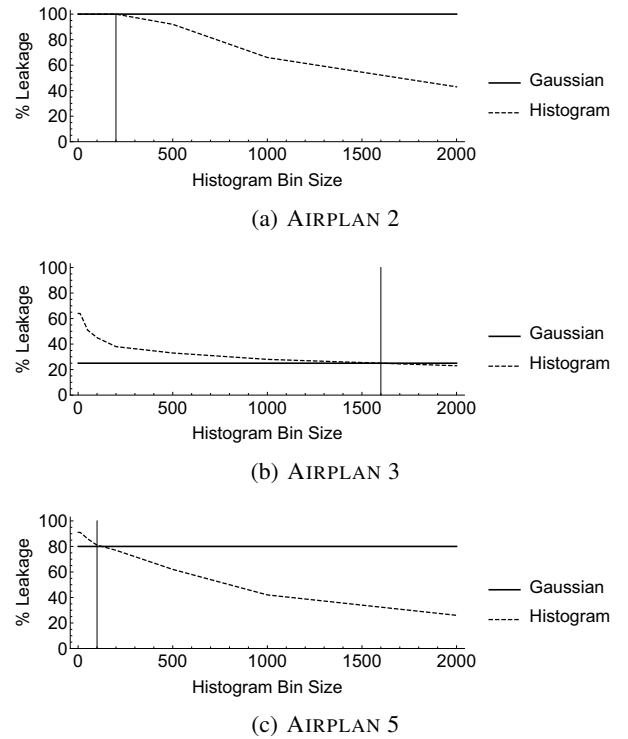 100
80
60
40
20
0
% Leakage
0 500 1000 1500 2000
Histogram Bin Size
Gaussian
Histogram
(a) AIRPLAN 2
100
80
60
40
20
0
% Leakage
0 500 1000 1500 2000
Histogram Bin Size
Gaussian
Histogram
(b) AIRPLAN 3
100
80
60
40
20
0
% Leakage
0 500 1000 1500 2000
Histogram Bin Size
Gaussian
Histogram
(c) AIRPLAN 5